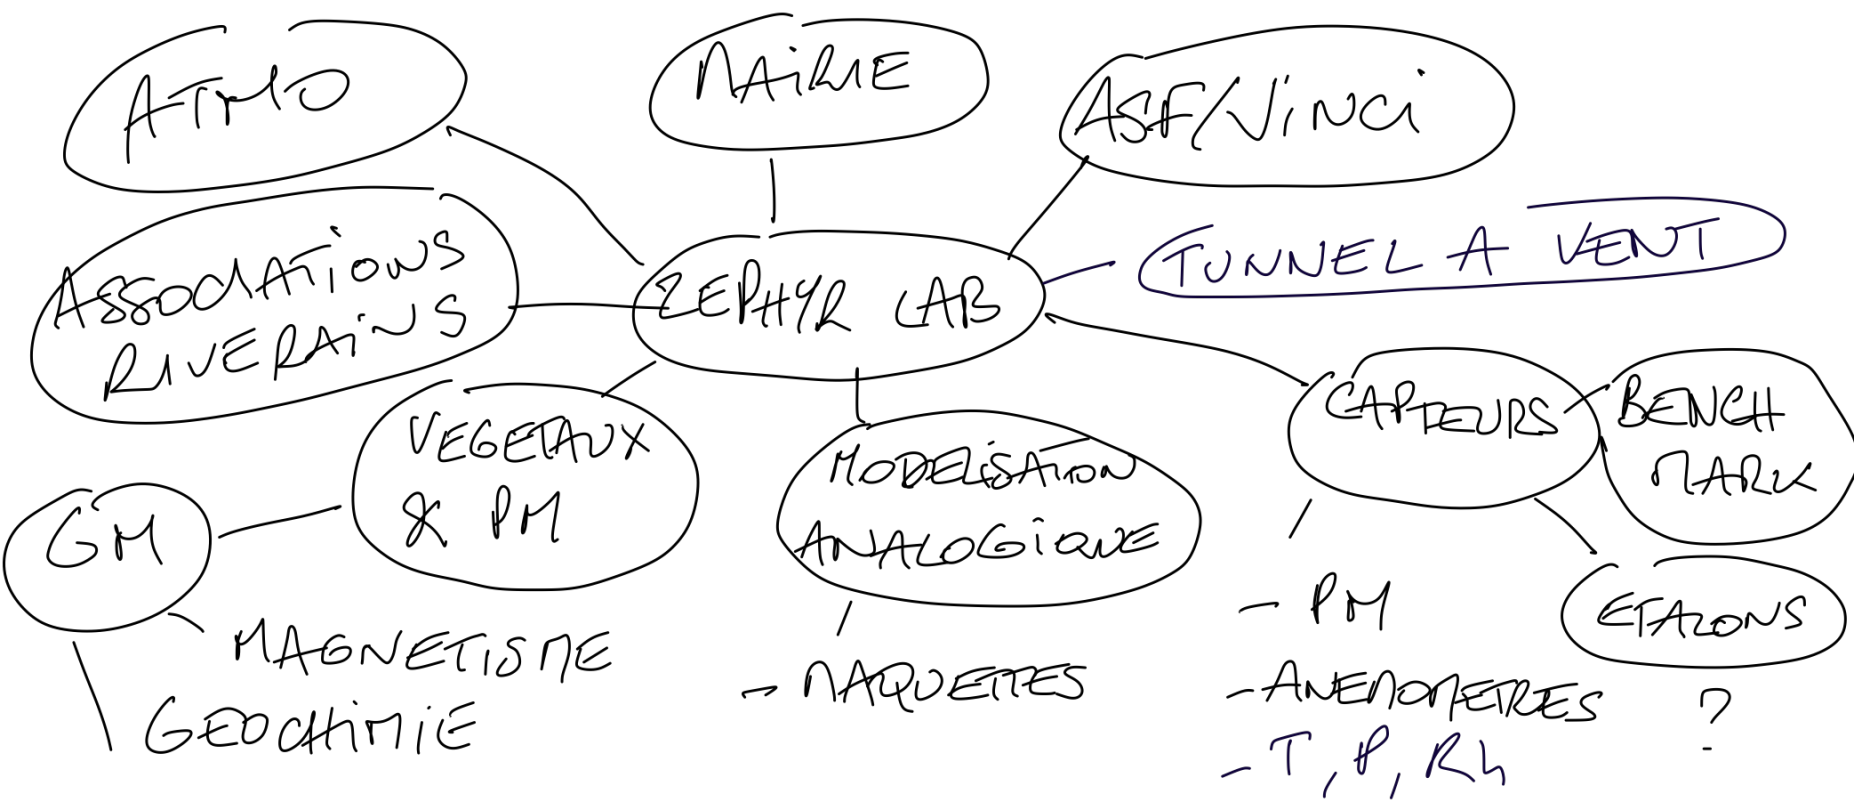 ATMO
MAiRiE
ASF/ViNCi
ASSOCiATiONS
RIVERAiNS
ZEPHYR LAB
TUNNEL A VENT
VEGETAUX
& PM
MODELiSATION
ANALOGiQUE
CAPTEURS
BENCH
MARK
GM
MAGNETiSME
GEOCHiMiE
- MAQUETTES
- PM
- ANEMOMETRES
- T, P, Rh
ETALONS
?